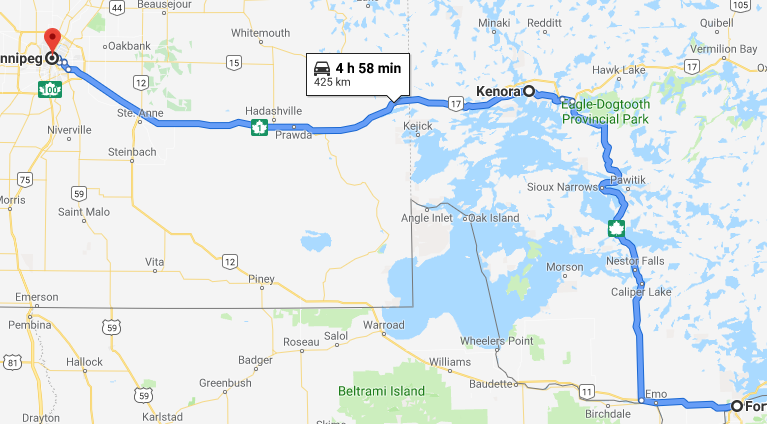 44
Beausejour
Minaki
Redditt
105
Quibell
Whitemouth
Oakbank
nnipeg
15
Vermilion Bay
4 h 58 min
425 km
17
Hawk Lake
100
12
Kenora
17
Eagle-Dogtooth
Provincial Park
Hadashville
Ste. Anne
1
Prawda
Kejick
Niverville
Steinbach
75
59
Sioux Narrows
Pawitik
Morris
Saint Malo
Angle Inlet
Oak Island
Vita
12
Nestor Falls
Morson
Piney
Caliper Lake
Emerson
Pembina
59
Warroad
Salol
Roseau
Wheelers Point
81
Hallock
Badger
Williams
Greenbush
Baudette
11
Emo
59
Beltrami Island
Birchdale
For
Drayton
Karlstad